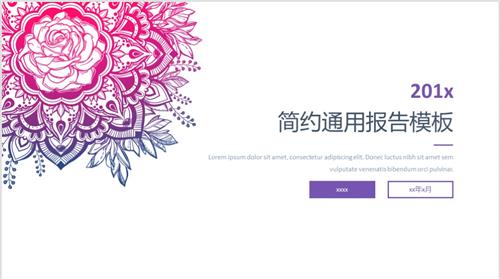 201x
简约通用报告模板
Lorem ipsum dolor sit amet, consectetur adipiscing elit. Donec luctus nibh sit amet sem
vulputate venenatis bibendum orci pulvinar.
xxxx
xx年x月